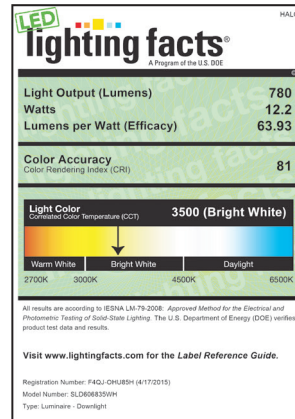 LED
HALO
lighting facts®
A Program of the U.S. DOE
Light Output (Lumens) 780
Watts 12.2
Lumens per Watt (Efficacy) 63.93
Color Accuracy
Color Rendering Index (CRI) 81
Light Color
Correlated Color Temperature (CCT) 3500 (Bright White)
Warm White Bright White Daylight
2700K 3000K 4500K 6500K
All results are according to IESNA LM-79-2008: Approved Method for the Electrical and
Photometric Testing of Solid-State Lighting. The U.S. Department of Energy (DOE) verifies
product test data and results.
Visit www.lightingfacts.com for the Label Reference Guide.
Registration Number: F4QJ-OHU85H (4/17/2015)
Model Number: SLD606835WH
Type: Luminaire - Downlight